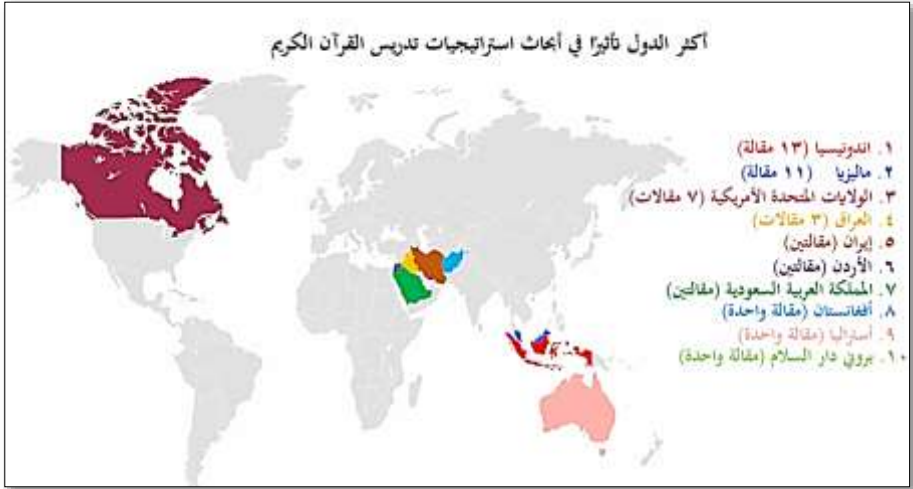 أكثر الدول تأثيرًا في أبحاث استراتيجيات تدريس القرآن الكريم
١. اندونيسيا (١٣ مقالة)
٢. ماليزيا (١١ مقالة)
٣. الولايات المتحدة الأمريكية (٧ مقالات)
٤. العراق (٣ مقالات)
٥. إيران (مقالتين)
٦. الأردن (مقالتين)
٧. المملكة العربية السعودية (مقالتين)
٨. أفغانستان (مقالة واحدة)
٩. أستراليا (مقالة واحدة)
١٠. بروني دار السلام (مقالة واحدة)